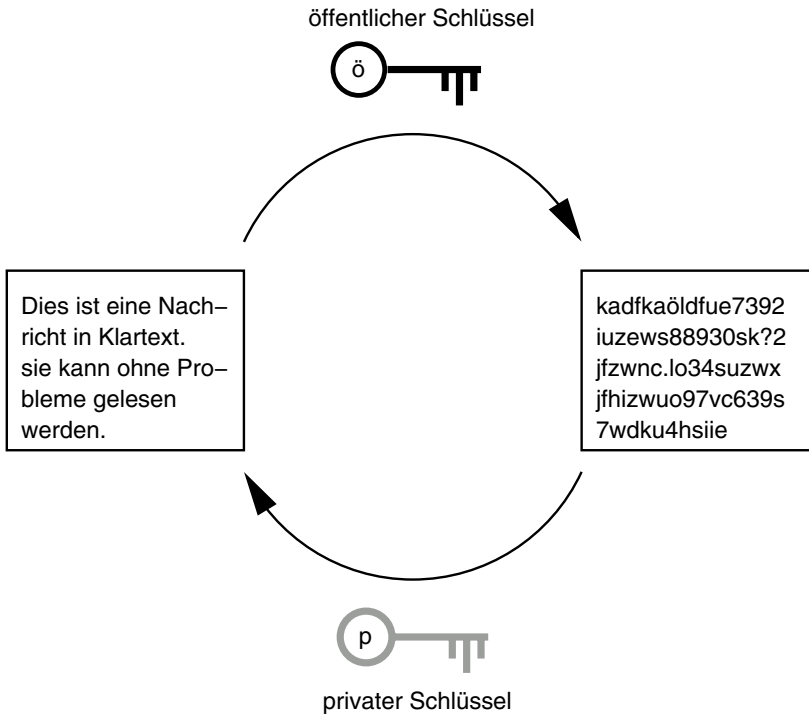 öffentlicher Schlüssel
ö
Dies ist eine Nach–
richt in Klartext.
sie kann ohne Pro–
bleme gelesen
werden.
kadfkaöldfue7392
iuzews88930sk?2
jfzwnc.lo34suzwx
jfhizwuo97vc639s
7wdku4hsiie
p
privater Schlüssel